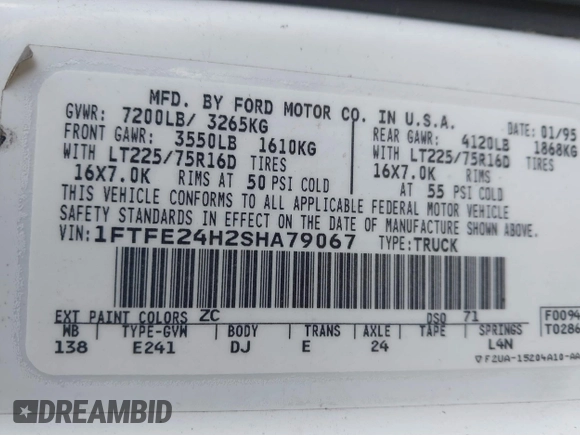 MFD. BY FORD MOTOR CO. IN U.S.A.
DATE: 01/95
GVWR: 7200LB/ 3265KG
FRONT GAWR: 3550LB 1610KG
REAR GAWR: 4120LB 1868KG
WITH LT225/75R16D TIRES
WITH LT225/75R16D TIRES
16X7.0K RIMS AT 50 PSI COLD
16X7.0K RIMS AT 55 PSI COLD
THIS VEHICLE CONFORMS TO ALL APPLICABLE FEDERAL MOTOR VEHICLE
SAFETY STANDARDS IN EFFECT ON THE DATE OF MANUFACTURE SHOWN ABOVE.
VIN: 1FTFE24H2SHA79067 TYPE: TRUCK
EXT PAINT COLORS ZC DSO 71
WB TYPE-GVW BODY TRANS AXLE TAPE SPRINGS
138 E241 DJ E 24 L4N
F0094
T0286
F2UA-15204A10-AA
DREAMBID